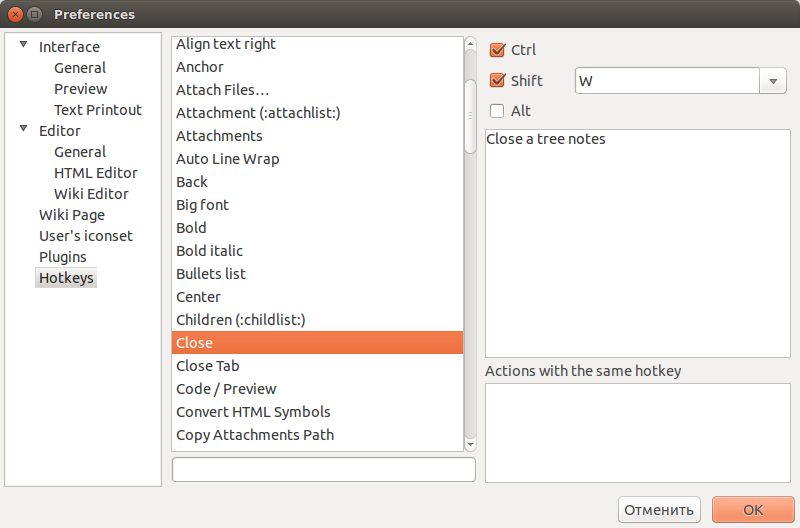 Preferences
Interface
General
Preview
Text Printout
Editor
General
HTML Editor
Wiki Editor
Wiki Page
User's iconset
Plugins
Hotkeys
Align text right
Anchor
Attach Files…
Attachment (:attachlist:)
Attachments
Auto Line Wrap
Back
Big font
Bold
Bold italic
Bullets list
Center
Children (:childlist:)
Close
Close Tab
Code / Preview
Convert HTML Symbols
Copy Attachments Path
Ctrl
Shift
W
Alt
Close a tree notes
Actions with the same hotkey
Отменить
OK